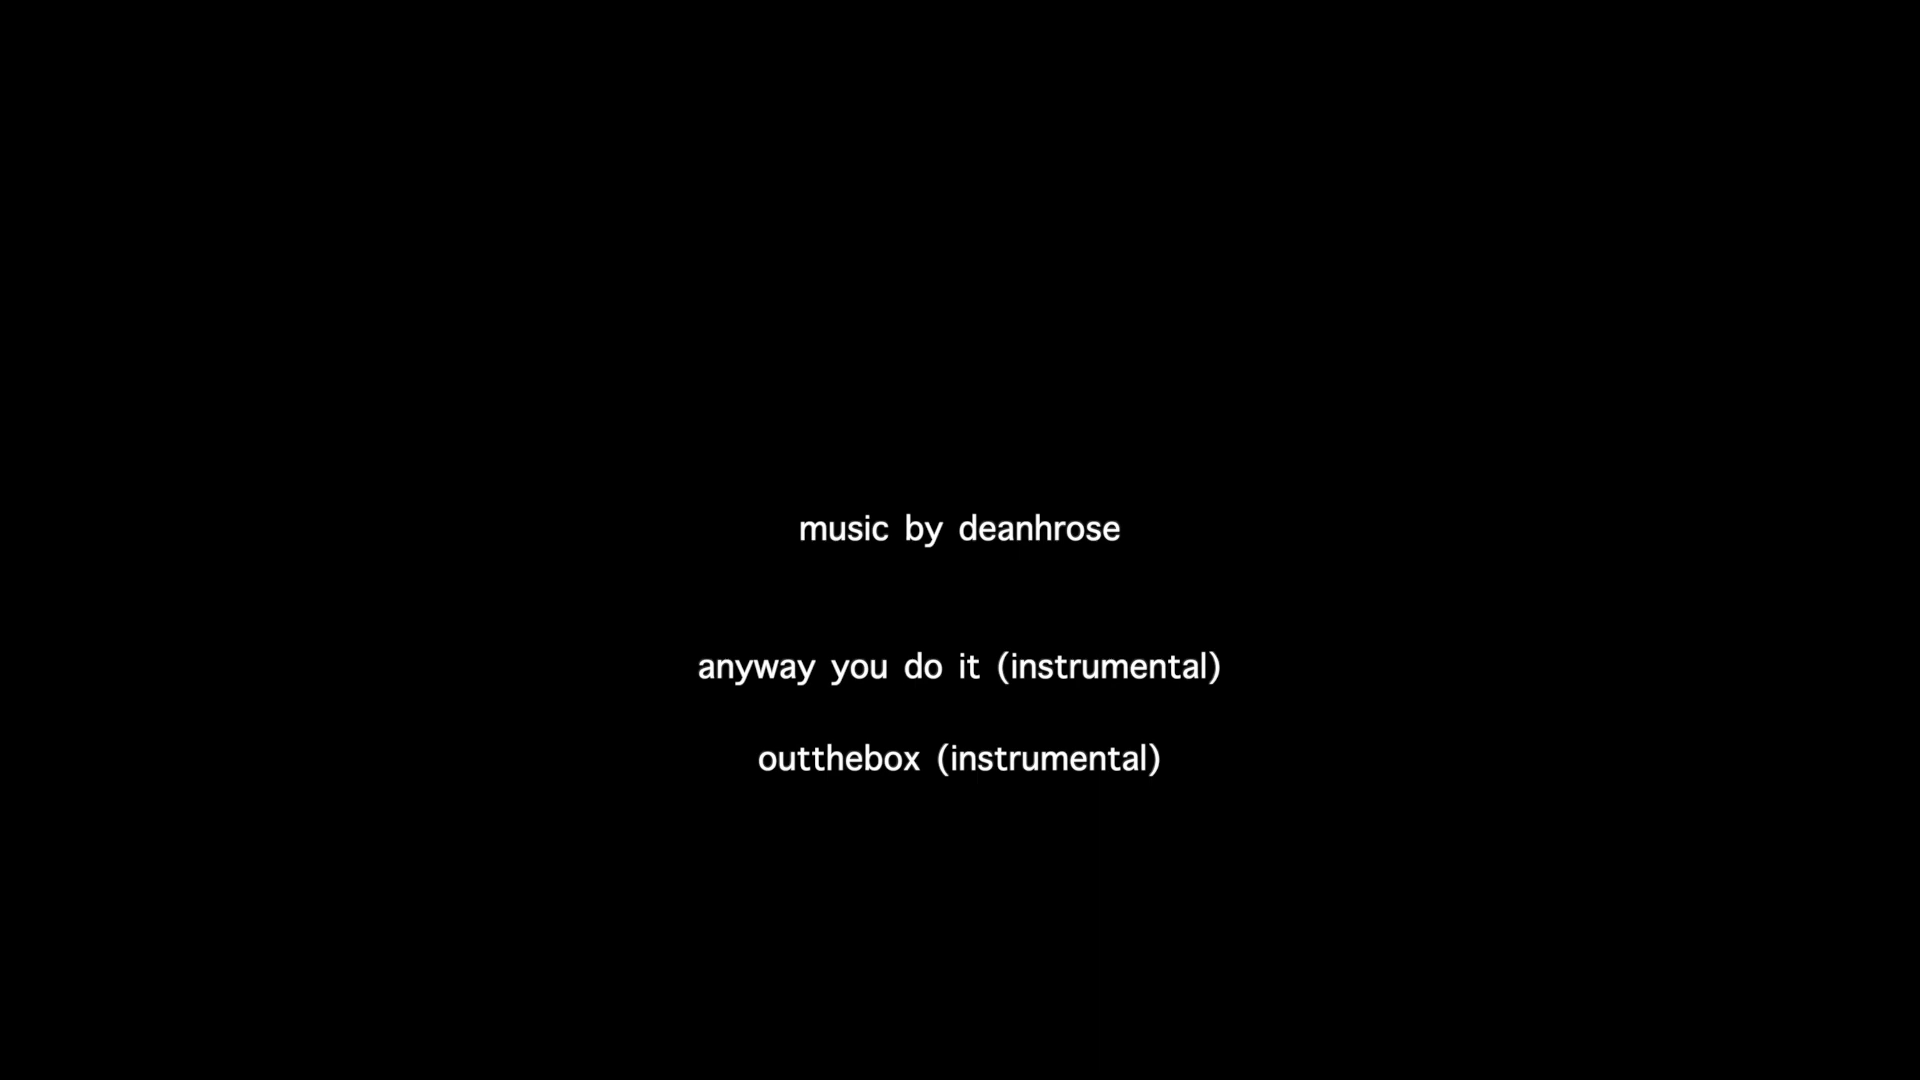 music by deanhrose
anyway you do it (instrumental)
outthebox (instrumental)